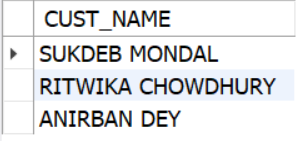 CUST_NAME
SUKDEB MONDAL
RITWIKA CHOWDHURY
ANIRBAN DEY